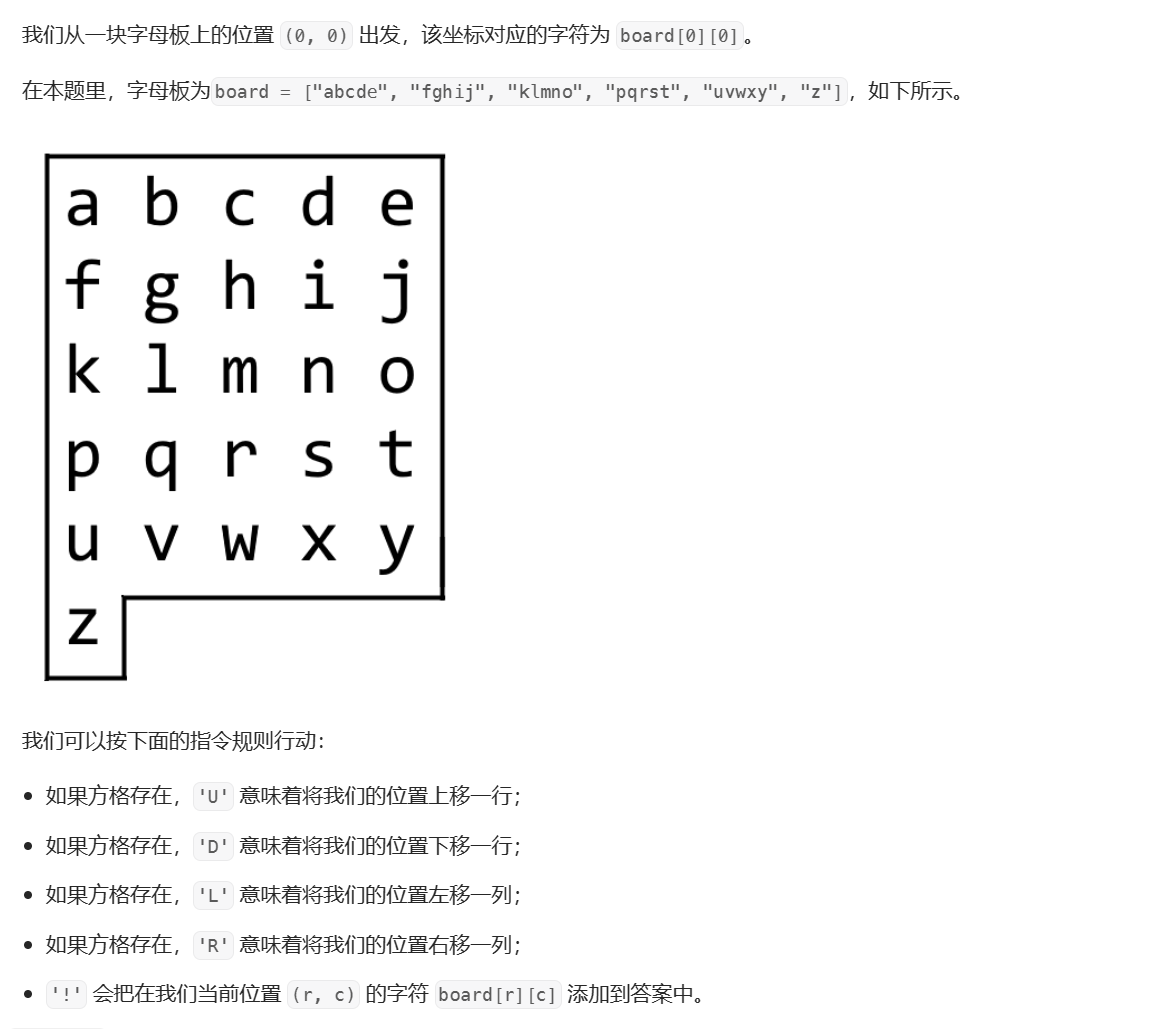 我们从一块字母板上的位置 (0, 0) 出发，该坐标对应的字符为 board[0][0]。
在本题里，字母板为board = ["abcde", "fghij", "klmno", "pqrst", "uvwxy", "z"]，如下所示。
a b c d e
f g h i j
k l m n o
p q r s t
u v w x y
z
我们可以按下面的指令规则行动：
• 如果方格存在，'U' 意味着将我们的位置上移一行；
• 如果方格存在，'D' 意味着将我们的位置下移一行；
• 如果方格存在，'L' 意味着将我们的位置左移一列；
• 如果方格存在，'R' 意味着将我们的位置右移一列；
• '!' 会把在我们当前位置 (r, c) 的字符 board[r][c] 添加到答案中。